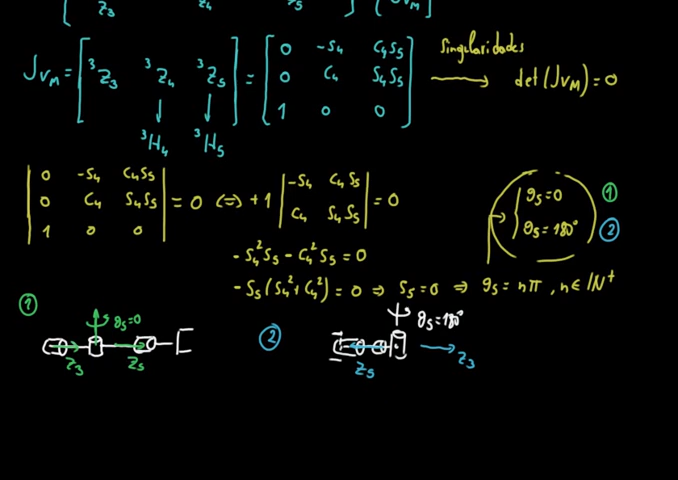 Z₃ Z₄ Z₅ J̇v_M
Singularidades
Jv_M = [ ³Z₃ ³Z₄ ³Z₅ ] = [ 0 -S₄ C₄S₅
0 C₄ S₄S₅
1 0 0 ] → det(Jv_M) = 0
³H₄ ³H₅
| 0 -S₄ C₄S₅
0 C₄ S₄S₅
1 0 0 | = 0 (=) +1 | -S₄ C₄S₅
C₄ S₄S₅ | = 0
θ₅ = 0 ①
θ₅ = 180° ②
-S₄²S₅ - C₄²S₅ = 0
-S₅(S₄² + C₄²) = 0 ⇒ S₅ = 0 ⇒ θ₅ = nπ, n ∈ IN⁺
① θ₅=0
Z₃ Z₅
② θ₅=180°
Z₅ Z₃